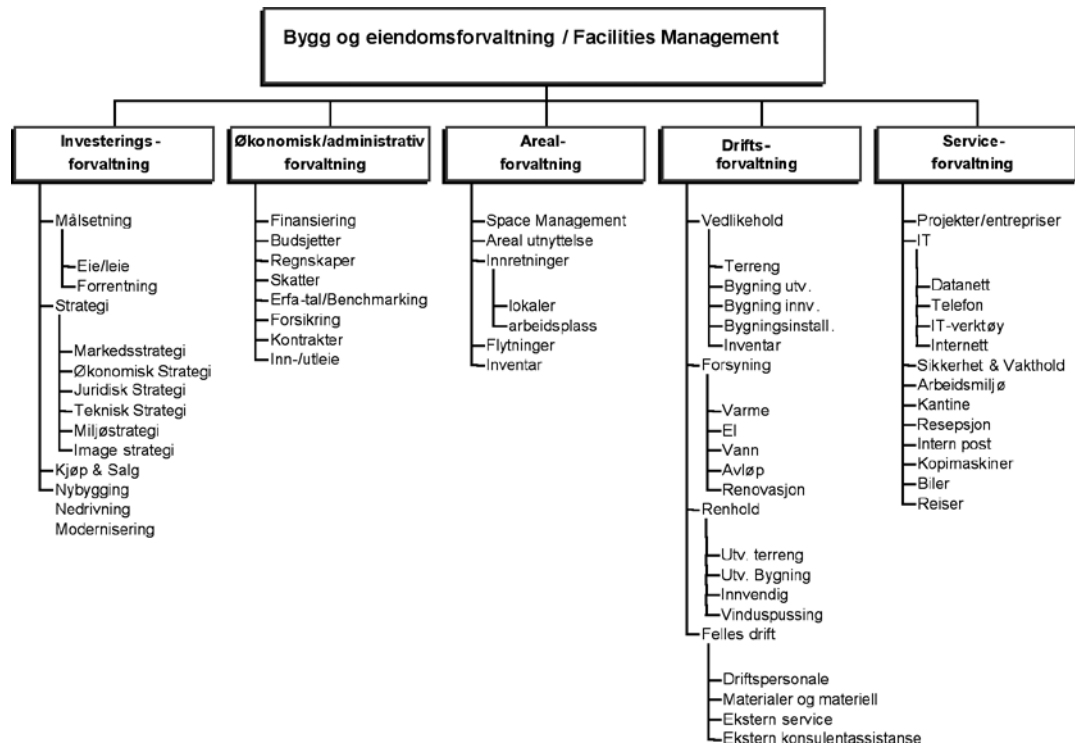 Bygg og eiendomsforvaltning / Facilities Management
Investerings-
forvaltning
Målsetning
Eie/leie
Forrentning
Strategi
Markedsstrategi
Økonomisk Strategi
Juridisk Strategi
Teknisk Strategi
Miljøstrategi
Image strategi
Kjøp & Salg
Nybygging
Nedrivning
Modernisering
Økonomisk/administrativ
forvaltning
Finansiering
Budsjetter
Regnskaper
Skatter
Erfa-tal/Benchmarking
Forsikring
Kontrakter
Inn-/utleie
Areal-
forvaltning
Space Management
Areal utnyttelse
Innretninger
lokaler
arbeidsplass
Flytninger
Inventar
Drifts-
forvaltning
Vedlikehold
Terreng
Bygning utv.
Bygning innv.
Bygningsinstall.
Inventar
Forsyning
Varme
El
Vann
Avløp
Renovasjon
Renhold
Utv. terreng
Utv. Bygning
Innvendig
Vinduspussing
Felles drift
Driftspersonale
Materialer og materiell
Ekstern service
Ekstern konsulentassistanse
Service-
forvaltning
Projekter/entrepriser
IT
Datanett
Telefon
IT-verktøy
Internett
Sikkerhet & Vakthold
Arbeidsmiljø
Kantine
Resepsjon
Intern post
Kopimaskiner
Biler
Reiser